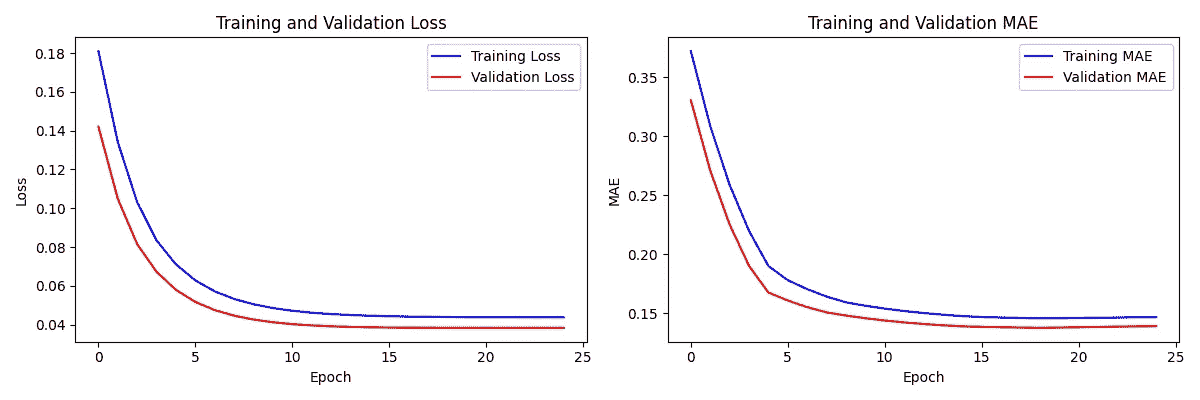 Training and Validation Loss
Training Loss
Validation Loss
0.18
0.16
0.14
0.12
0.10
0.08
0.06
0.04
Loss
0
5
10
15
20
25
Epoch
Training and Validation MAE
Training MAE
Validation MAE
0.35
0.30
0.25
0.20
0.15
MAE
0
5
10
15
20
25
Epoch